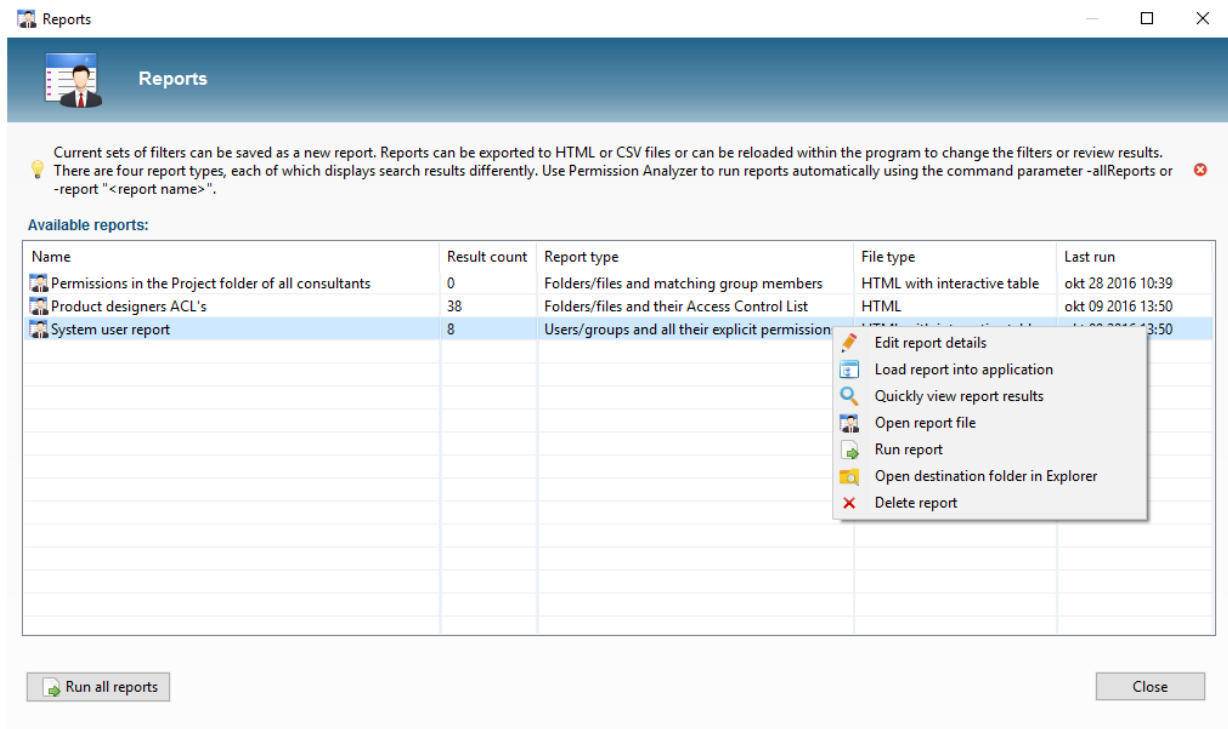 Reports
Reports
Current sets of filters can be saved as a new report. Reports can be exported to HTML or CSV files or can be reloaded within the program to change the filters or review results.
There are four report types, each of which displays search results differently. Use Permission Analyzer to run reports automatically using the command parameter -allReports or
-report "<report name>".
Available reports:
Name Result count Report type File type Last run
Permissions in the Project folder of all consultants 0 Folders/files and matching group members HTML with interactive table okt 28 2016 10:39
Product designers ACL's 38 Folders/files and their Access Control List HTML okt 09 2016 13:50
System user report 8 Users/groups and all their explicit permission 13:50
Edit report details
Load report into application
Quickly view report results
Open report file
Run report
Open destination folder in Explorer
Delete report
Run all reports Close